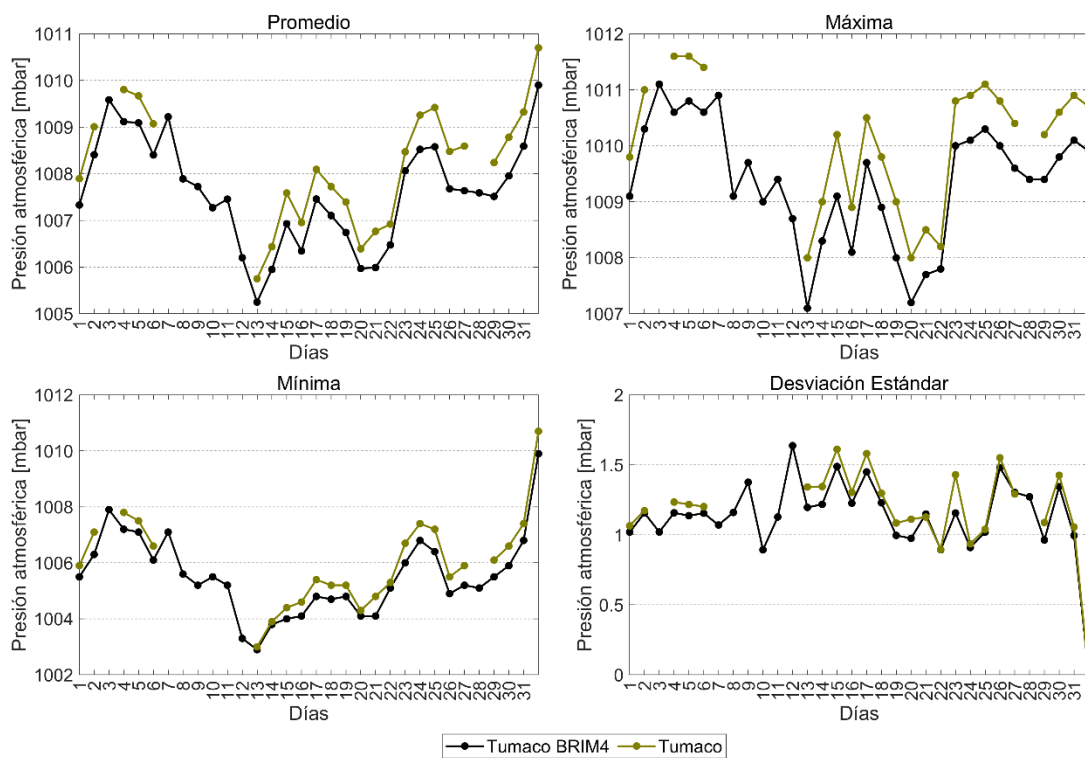 Promedio
Presión atmosférica [mbar]
1011
1010
1009
1008
1007
1006
1005
1 2 3 4 5 6 7 8 9 10 11 12 13 14 15 16 17 18 19 20 21 22 23 24 25 26 27 28 29 30 31
Días
Máxima
Presión atmosférica [mbar]
1012
1011
1010
1009
1008
1007
1 2 3 4 5 6 7 8 9 10 11 12 13 14 15 16 17 18 19 20 21 22 23 24 25 26 27 28 29 30 31
Días
Mínima
Presión atmosférica [mbar]
1012
1010
1008
1006
1004
1002
1 2 3 4 5 6 7 8 9 10 11 12 13 14 15 16 17 18 19 20 21 22 23 24 25 26 27 28 29 30 31
Días
Desviación Estándar
Presión atmosférica [mbar]
2
1.5
1
0.5
0
1 2 3 4 5 6 7 8 9 10 11 12 13 14 15 16 17 18 19 20 21 22 23 24 25 26 27 28 29 30 31
Días
Tumaco BRIM4
Tumaco